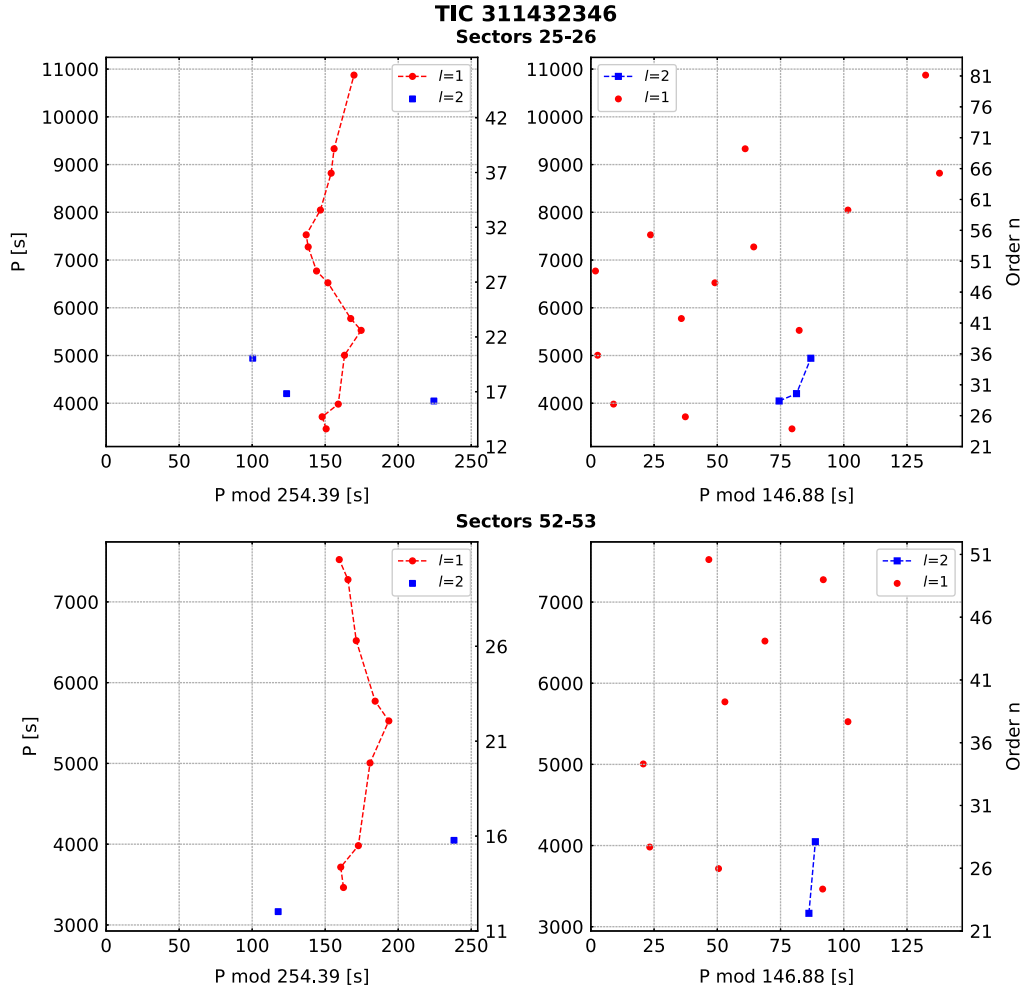 TIC 311432346
Sectors 25-26
P [s]
11000
10000
9000
8000
7000
6000
5000
4000
42
37
32
27
22
17
12
l=1
l=2
0 50 100 150 200 250
P mod 254.39 [s]
l=2
l=1
11000
10000
9000
8000
7000
6000
5000
4000
81
76
71
66
61
56
51
46
41
36
31
26
21
Order n
0 25 50 75 100 125
P mod 146.88 [s]
Sectors 52-53
P [s]
7000
6000
5000
4000
3000
26
21
16
11
l=1
l=2
0 50 100 150 200 250
P mod 254.39 [s]
l=2
l=1
7000
6000
5000
4000
3000
51
46
41
36
31
26
21
Order n
0 25 50 75 100 125
P mod 146.88 [s]